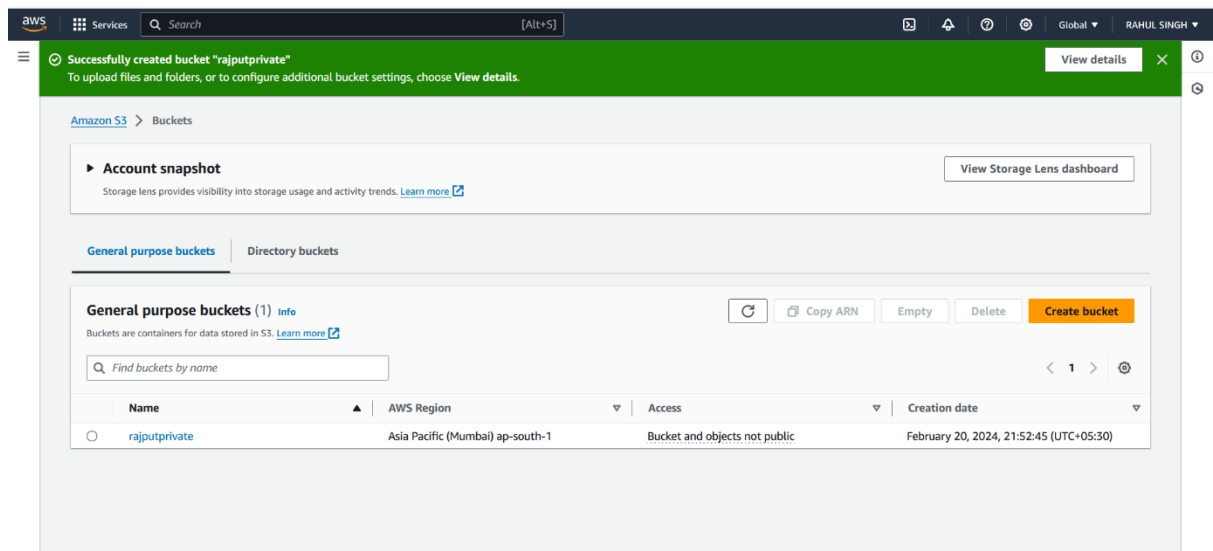 aws Services Search [Alt+S] Global RAHUL SINGH
Successfully created bucket "rajputprivate"
To upload files and folders, or to configure additional bucket settings, choose View details.
View details
Amazon S3 > Buckets
Account snapshot
Storage lens provides visibility into storage usage and activity trends. Learn more
View Storage Lens dashboard
General purpose buckets Directory buckets
General purpose buckets (1) Info
Buckets are containers for data stored in S3. Learn more
Copy ARN Empty Delete Create bucket
Find buckets by name
1
Name AWS Region Access Creation date
rajputprivate Asia Pacific (Mumbai) ap-south-1 Bucket and objects not public February 20, 2024, 21:52:45 (UTC+05:30)